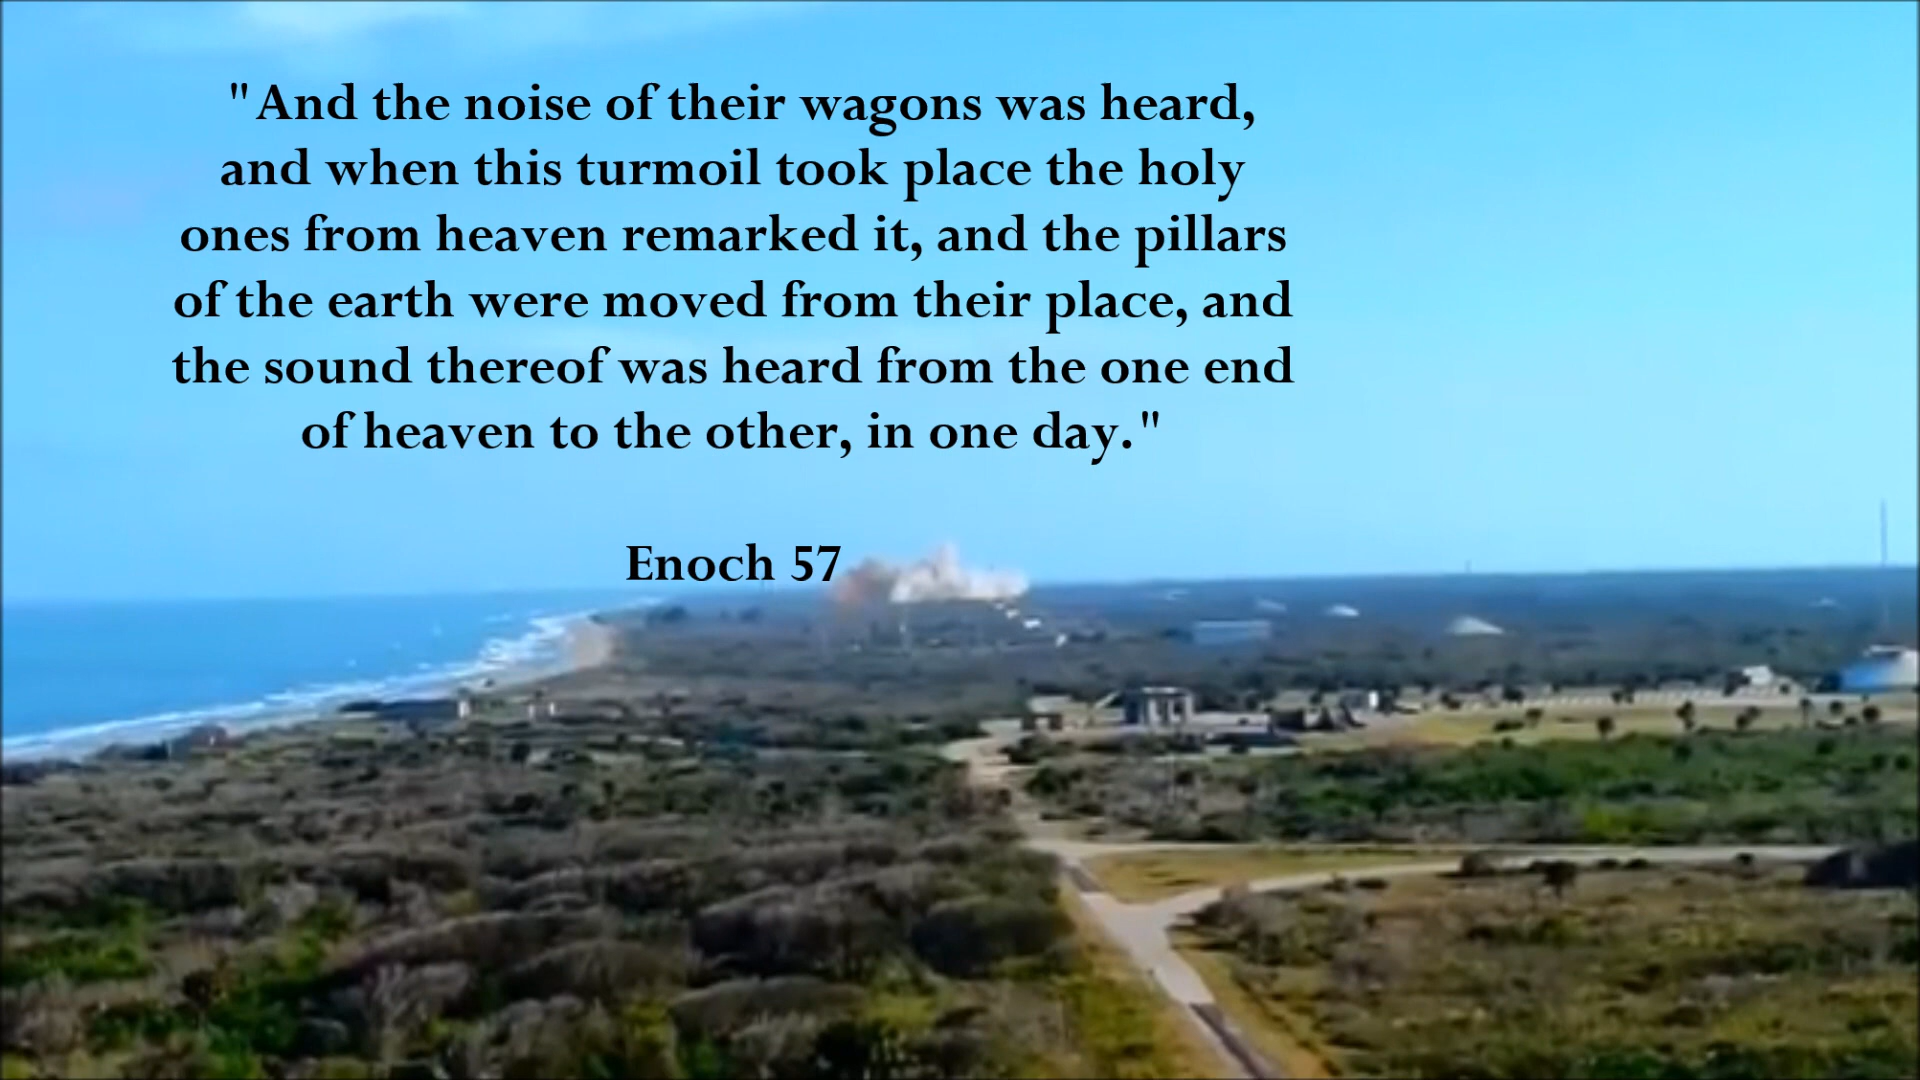 "And the noise of their wagons was heard,
and when this turmoil took place the holy
ones from heaven remarked it, and the pillars
of the earth were moved from their place, and
the sound thereof was heard from the one end
of heaven to the other, in one day."
Enoch 57